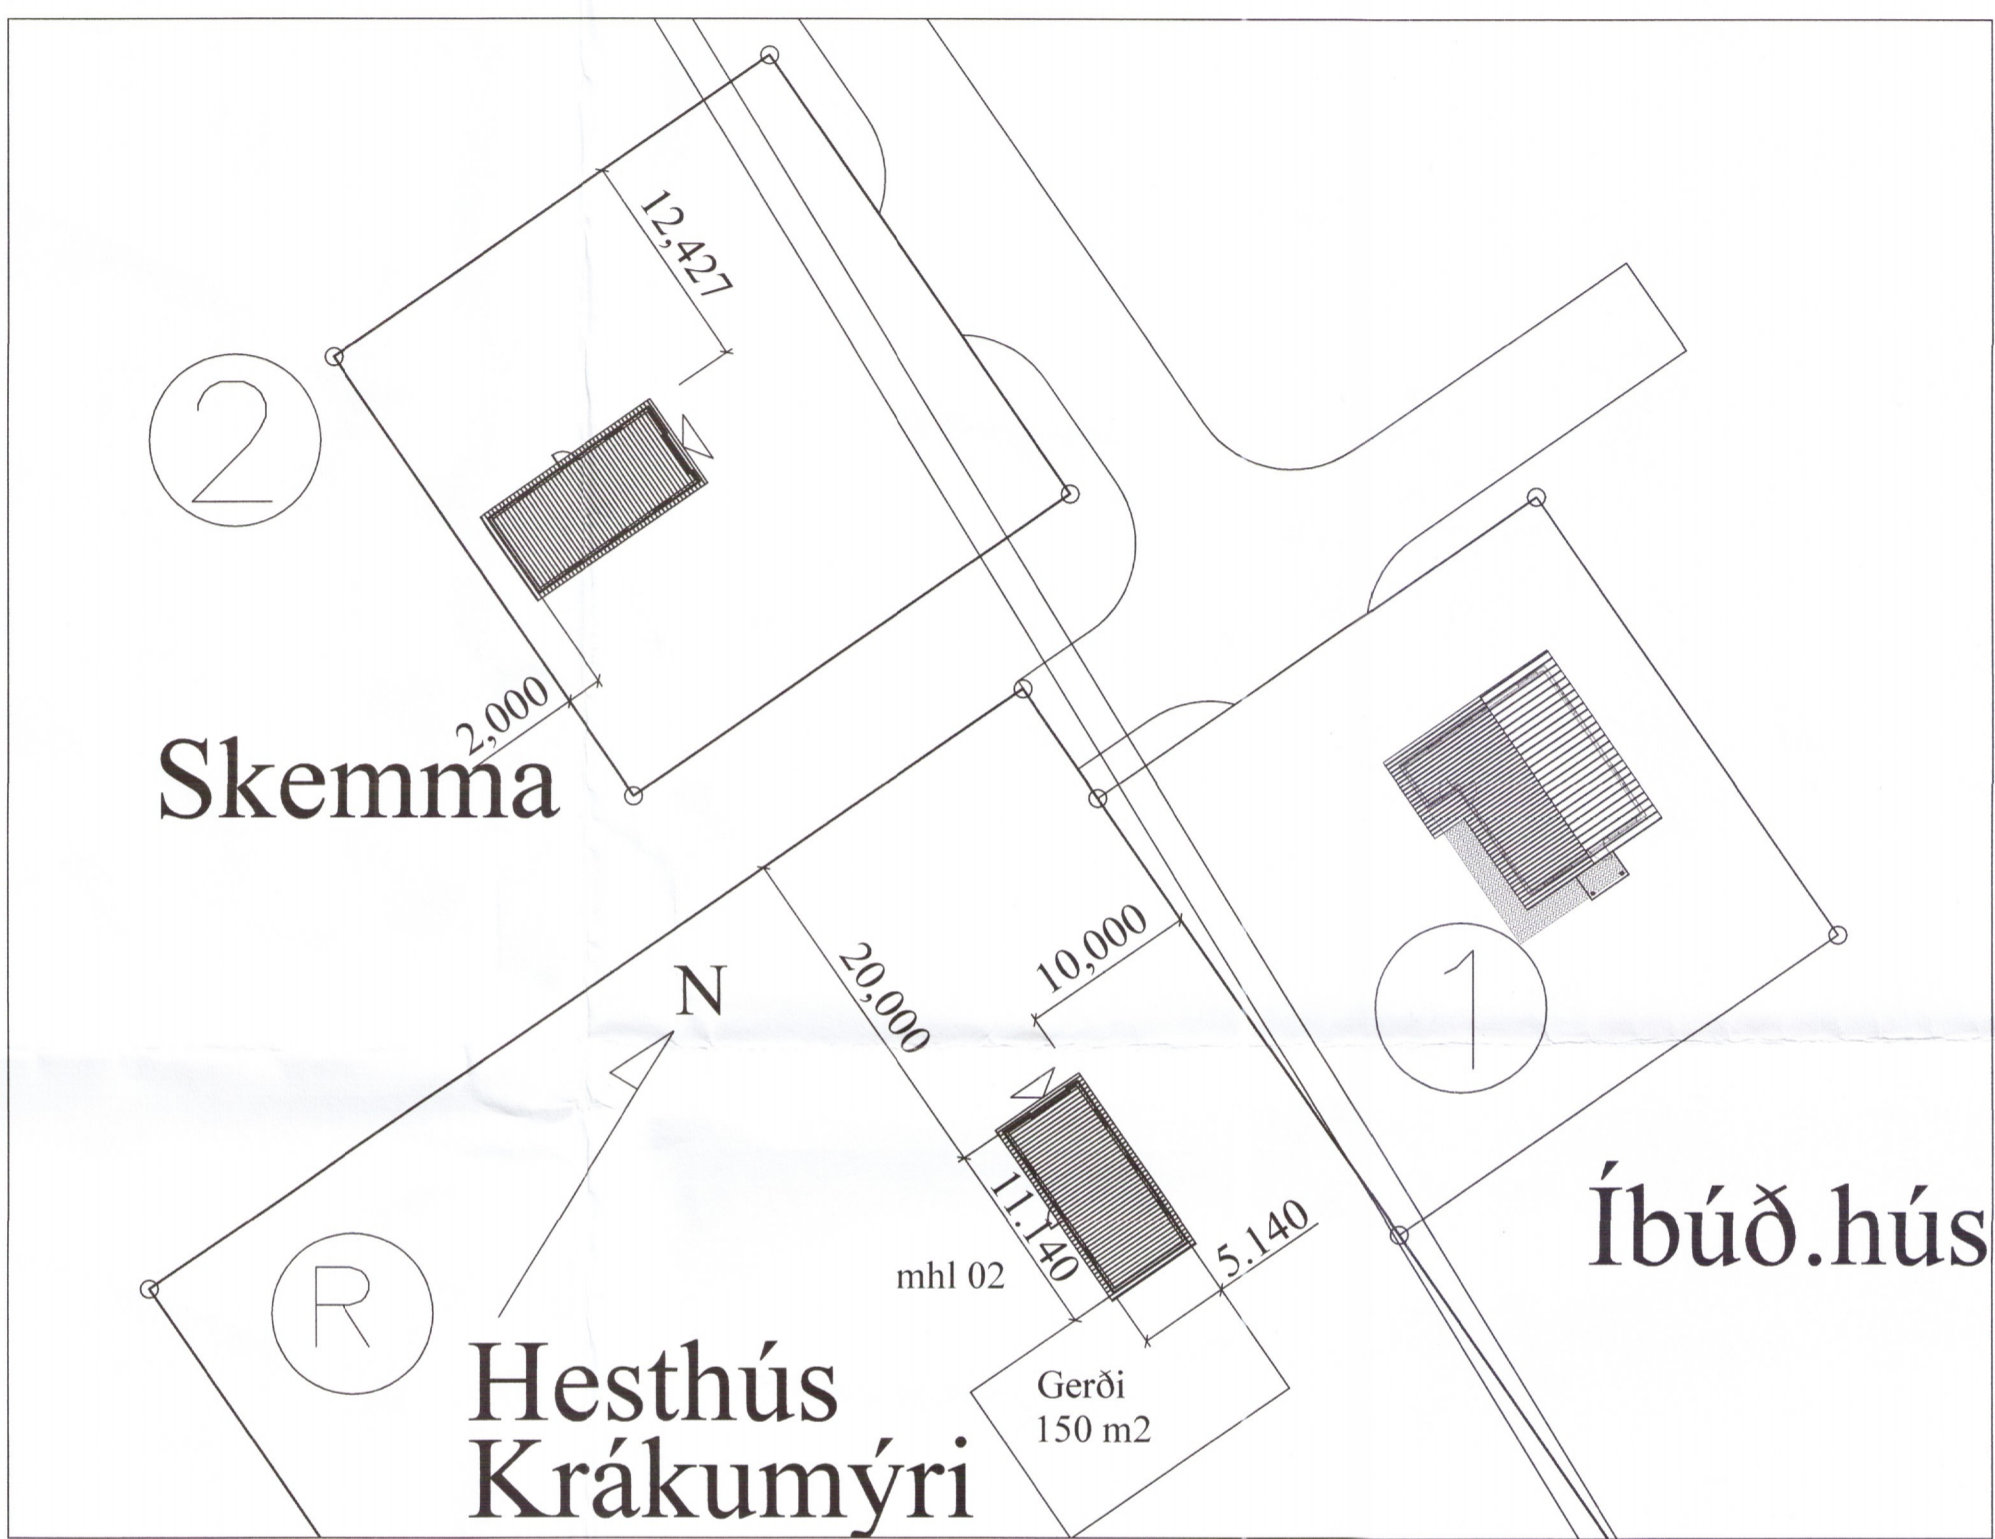 12,427
2
2,000
Skemma
10,000
20,000
N
1
11.140
5.140
Íbúð.hús
mhl 02
R
Hesthús
Krákumýri
Gerði
150 m2